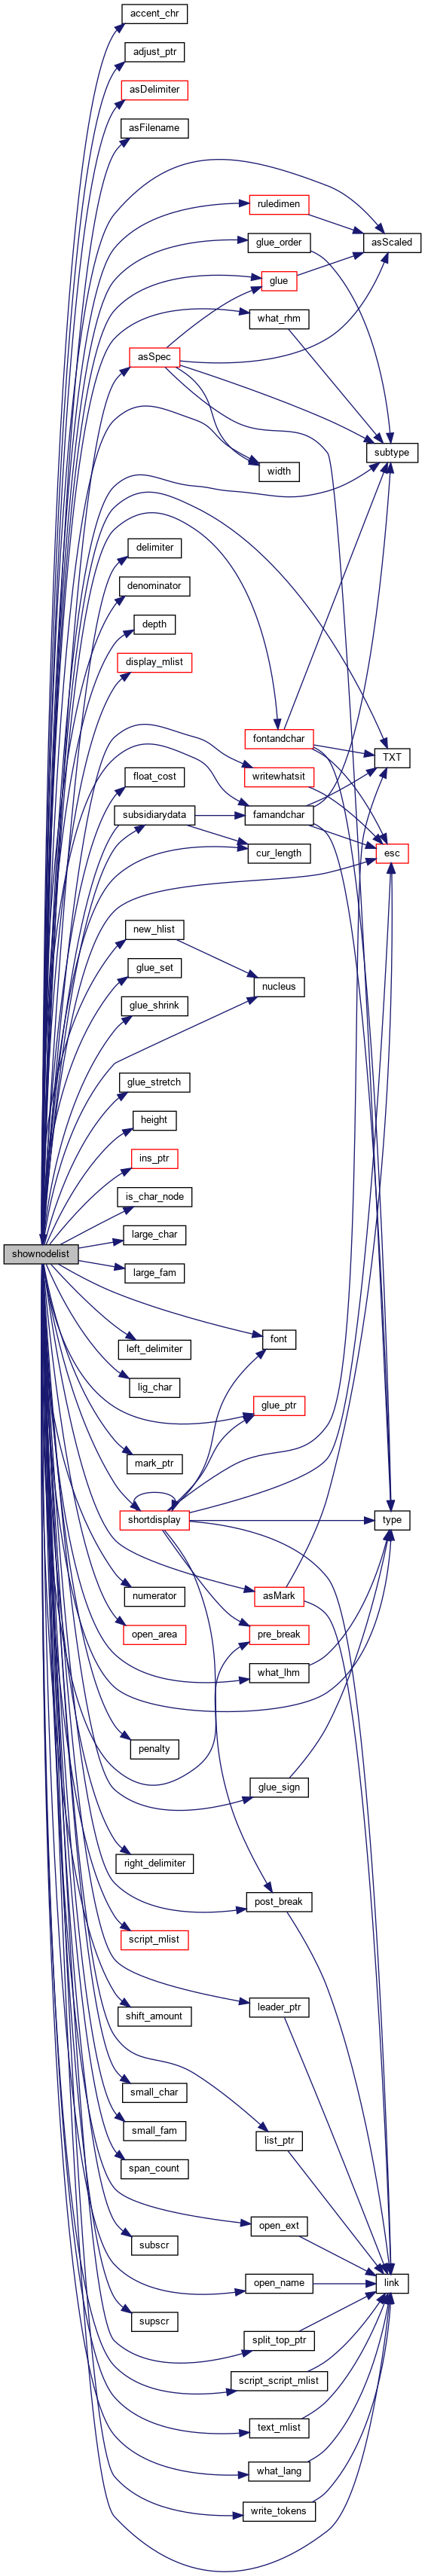 accent_chr
adjust_ptr
asDelimiter
asFilename
ruledimen
asScaled
glue_order
glue
what_rhm
asSpec
subtype
width
delimiter
denominator
depth
display_mlist
fontandchar
TXT
float_cost
writewhatsit
subsidiarydata
famandchar
cur_length
esc
new_hlist
glue_set
nucleus
glue_shrink
glue_stretch
height
ins_ptr
is_char_node
large_char
shownodelist
large_fam
font
left_delimiter
lig_char
glue_ptr
mark_ptr
shortdisplay
type
numerator
asMark
open_area
pre_break
what_lhm
penalty
glue_sign
right_delimiter
post_break
script_mlist
leader_ptr
shift_amount
small_char
small_fam
list_ptr
span_count
open_ext
subscr
open_name
link
supscr
split_top_ptr
script_script_mlist
text_mlist
what_lang
write_tokens